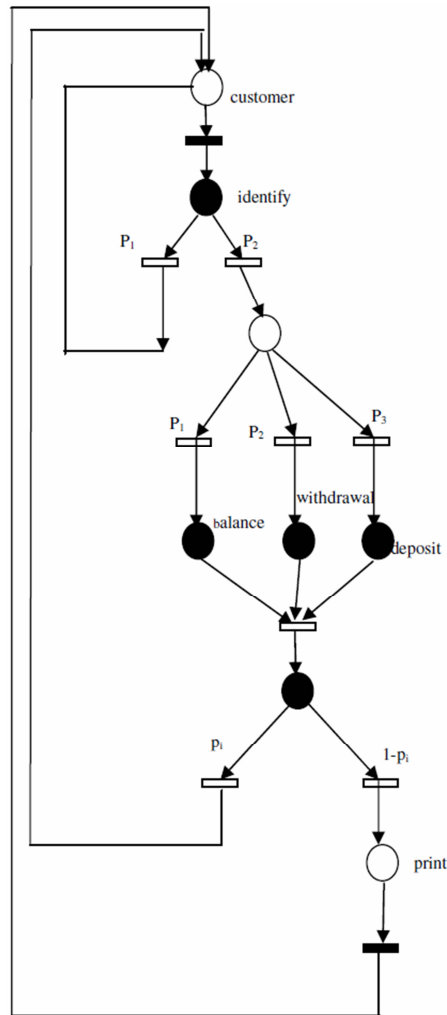 customer
identify
P1
P2
P1
P2
P3
withdrawal
balance
deposit
pi
1-pi
print